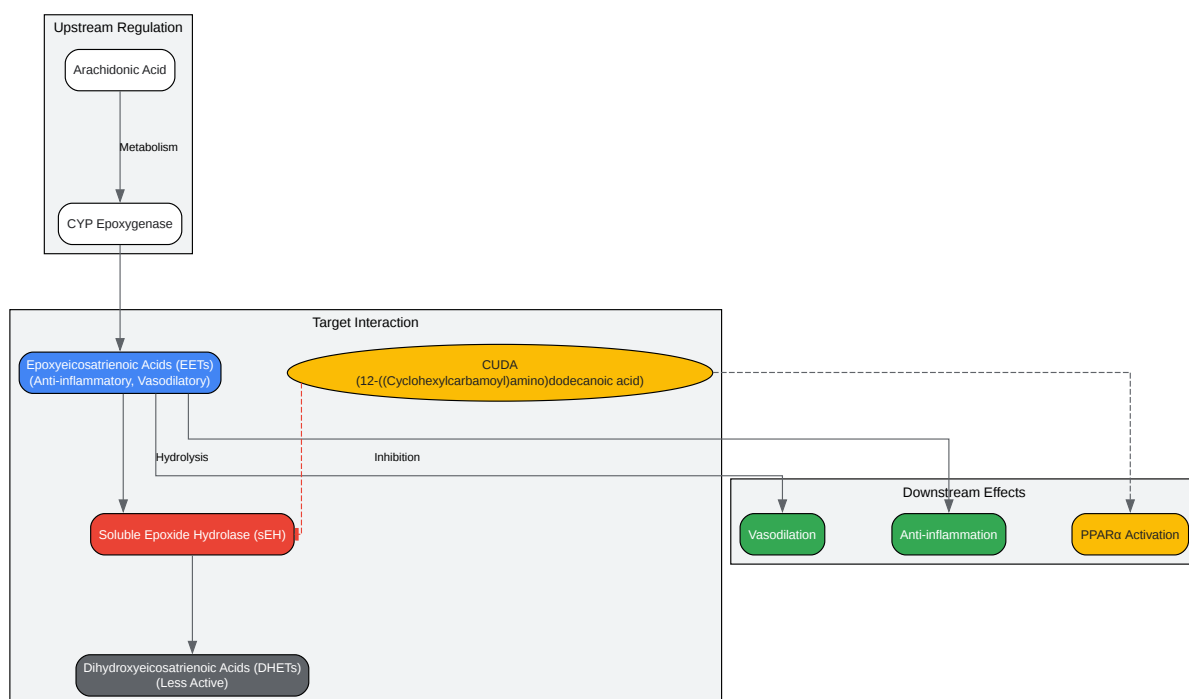 Upstream Regulation
Arachidonic Acid
Metabolism
CYP Epoxygenase
Target Interaction
Epoxyeicosatrienoic Acids (EETs)
(Anti-inflammatory, Vasodilatory)
CUDA
(12-((Cyclohexylcarbamoyl)amino)dodecanoic acid)
Hydrolysis
Inhibition
Downstream Effects
Soluble Epoxide Hydrolase (sEH)
Vasodilation
Anti-inflammation
PPARα Activation
Dihydroxyeicosatrienoic Acids (DHETs)
(Less Active)